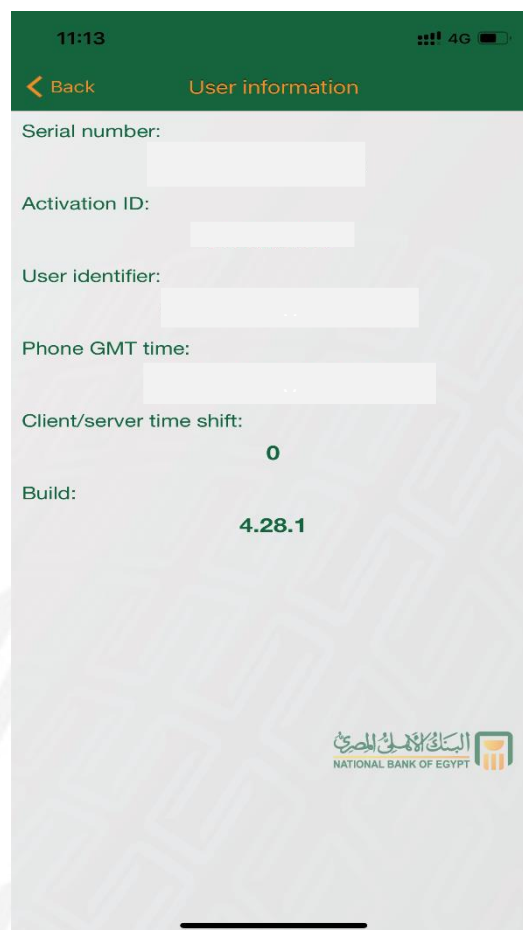 11:13
4G
Back
User information
Serial number:
Activation ID:
User identifier:
Phone GMT time:
Client/server time shift:
0
Build:
4.28.1
البنك الأهلي المصري
NATIONAL BANK OF EGYPT